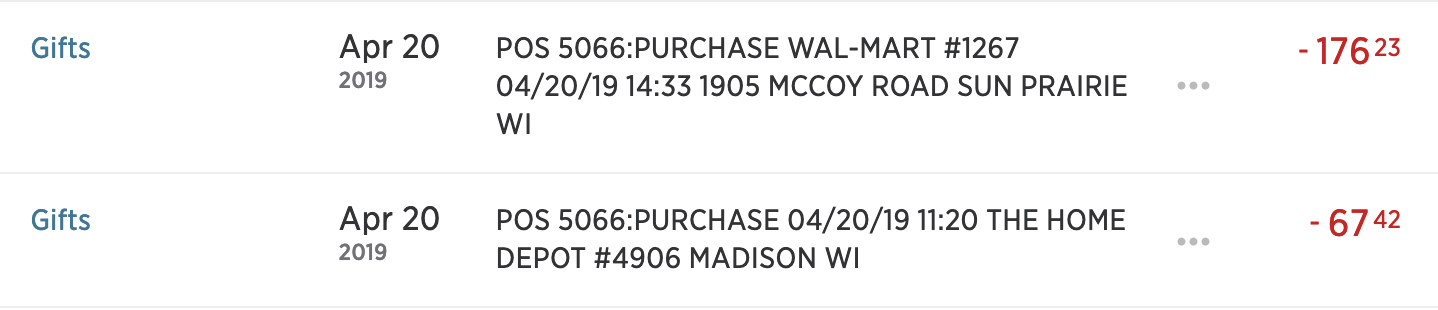 Gifts
Apr 20
2019
POS 5066:PURCHASE WAL-MART #1267
04/20/19 14:33 1905 MCCOY ROAD SUN PRAIRIE
WI
- 176 23
Gifts
Apr 20
2019
POS 5066:PURCHASE 04/20/19 11:20 THE HOME
DEPOT #4906 MADISON WI
- 67 42